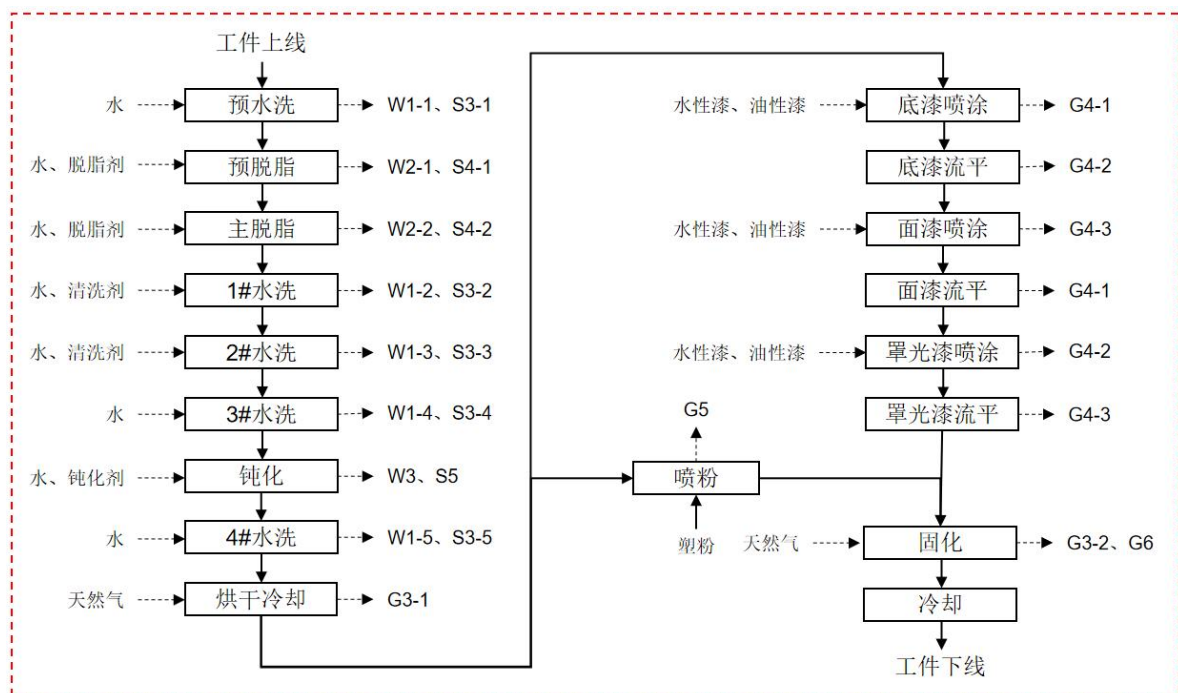 工件上线
水
预水洗
W1-1、S3-1
水、脱脂剂
预脱脂
W2-1、S4-1
水、脱脂剂
主脱脂
W2-2、S4-2
水、清洗剂
1#水洗
W1-2、S3-2
水、清洗剂
2#水洗
W1-3、S3-3
水
3#水洗
W1-4、S3-4
水、钝化剂
钝化
W3、S5
水
4#水洗
W1-5、S3-5
天然气
烘干冷却
G3-1
水性漆、油性漆
底漆喷涂
G4-1
底漆流平
G4-2
水性漆、油性漆
面漆喷涂
G4-3
面漆流平
G4-1
水性漆、油性漆
罩光漆喷涂
G4-2
罩光漆流平
G4-3
G5
喷粉
塑粉
天然气
固化
G3-2、G6
冷却
工件下线